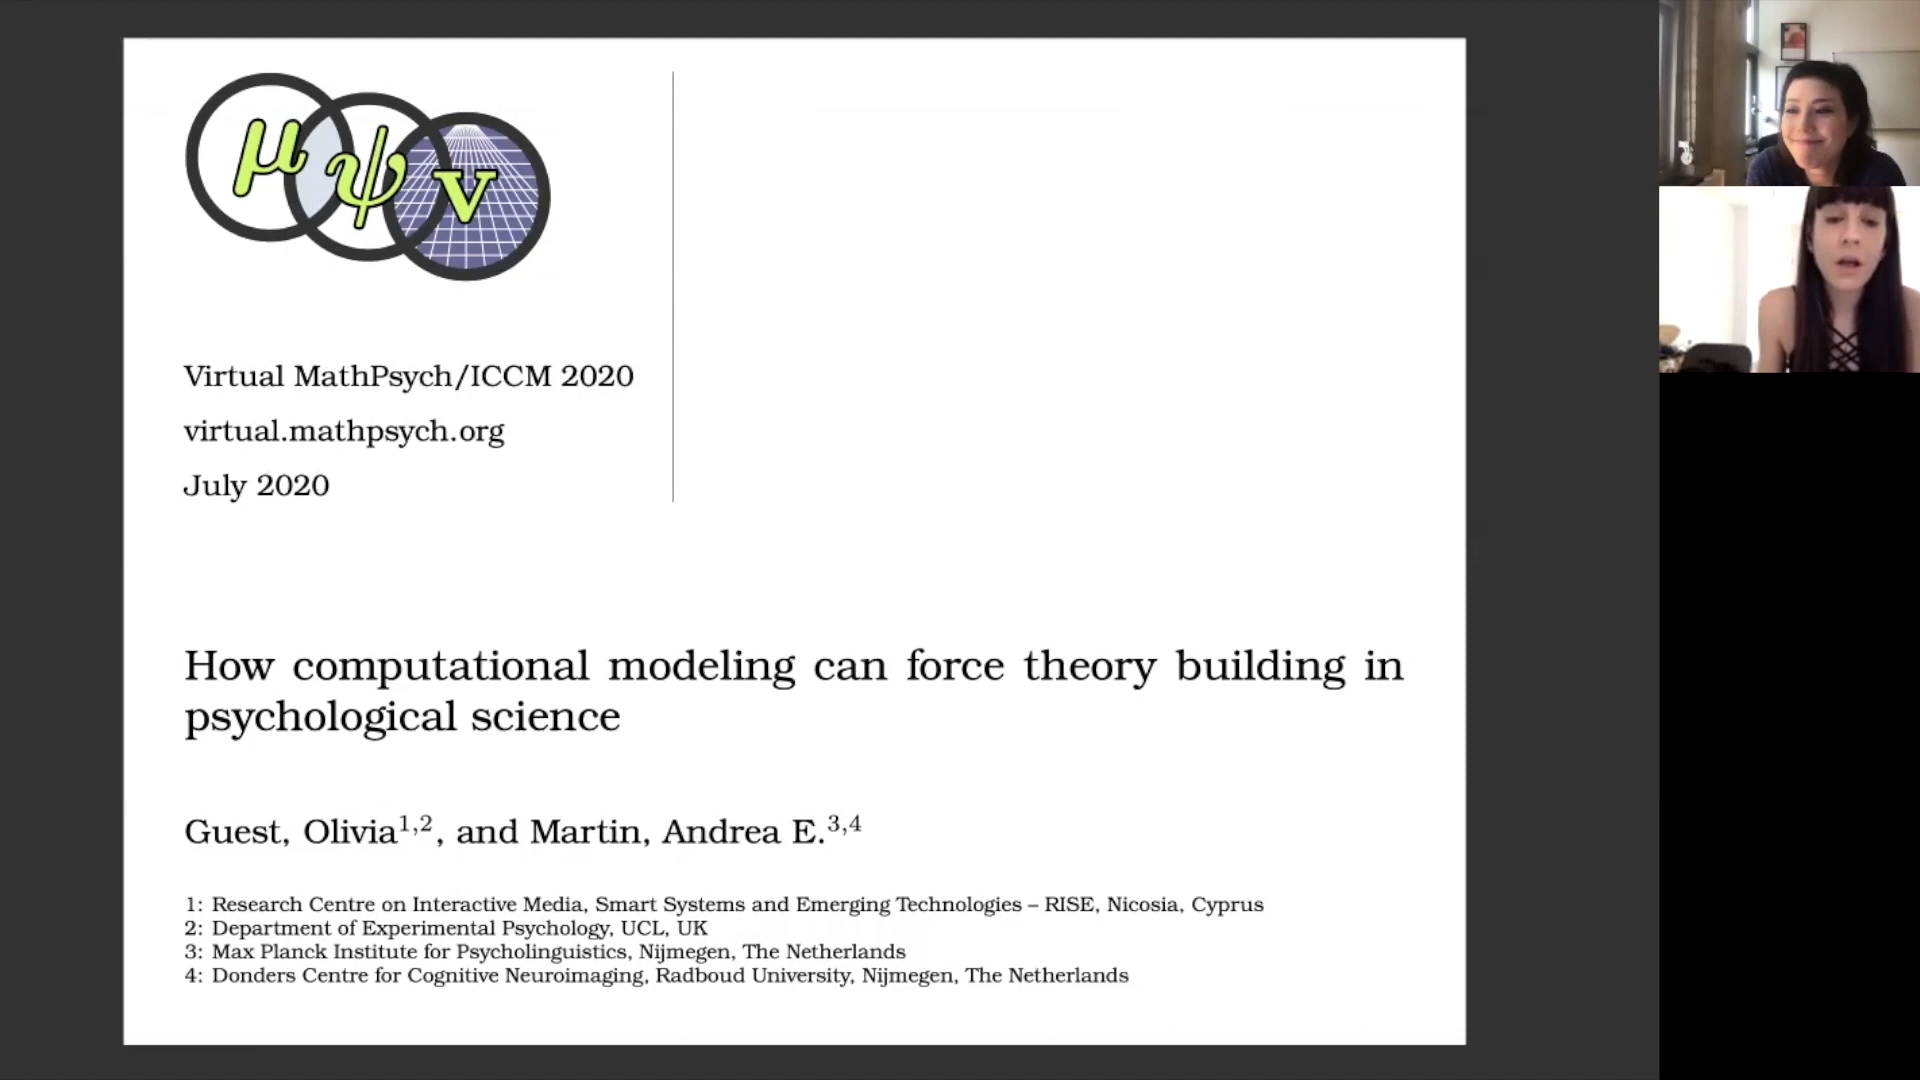 μ ψ v
Virtual MathPsych/ICCM 2020
virtual.mathpsych.org
July 2020
How computational modeling can force theory building in
psychological science
Guest, Olivia1,2, and Martin, Andrea E.3,4
1: Research Centre on Interactive Media, Smart Systems and Emerging Technologies – RISE, Nicosia, Cyprus
2: Department of Experimental Psychology, UCL, UK
3: Max Planck Institute for Psycholinguistics, Nijmegen, The Netherlands
4: Donders Centre for Cognitive Neuroimaging, Radboud University, Nijmegen, The Netherlands